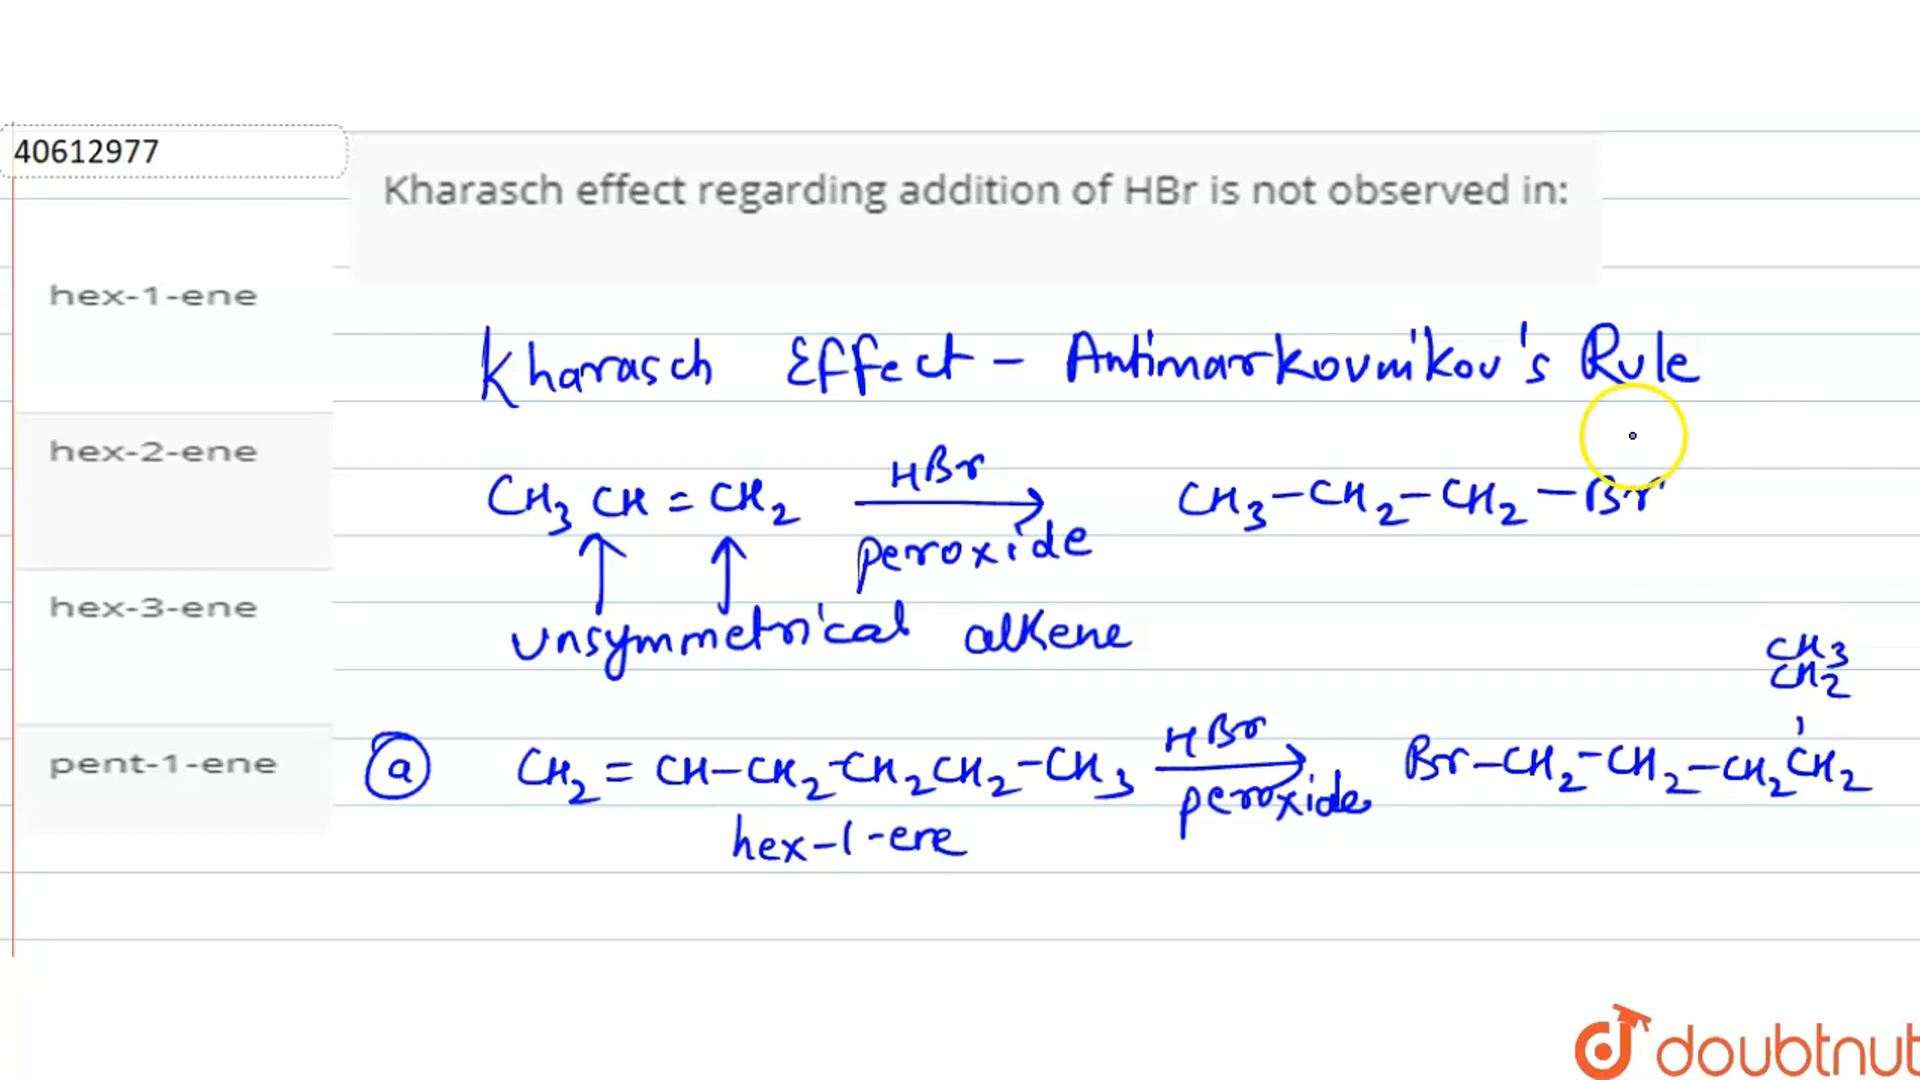 40612977
Kharasch effect regarding addition of HBr is not observed in:
hex-1-ene
hex-2-ene
hex-3-ene
pent-1-ene
Kharasch Effect - Antimarkovnikov's Rule
CH3 CH = CH2 HBr peroxide CH3-CH2-CH2-Br
unsymmetrical alkene
CH3
CH2
a CH2 = CH-CH2-CH2CH2-CH3 HBr peroxide Br-CH2-CH2-CH2CH2
hex-1-ene
doubtnut